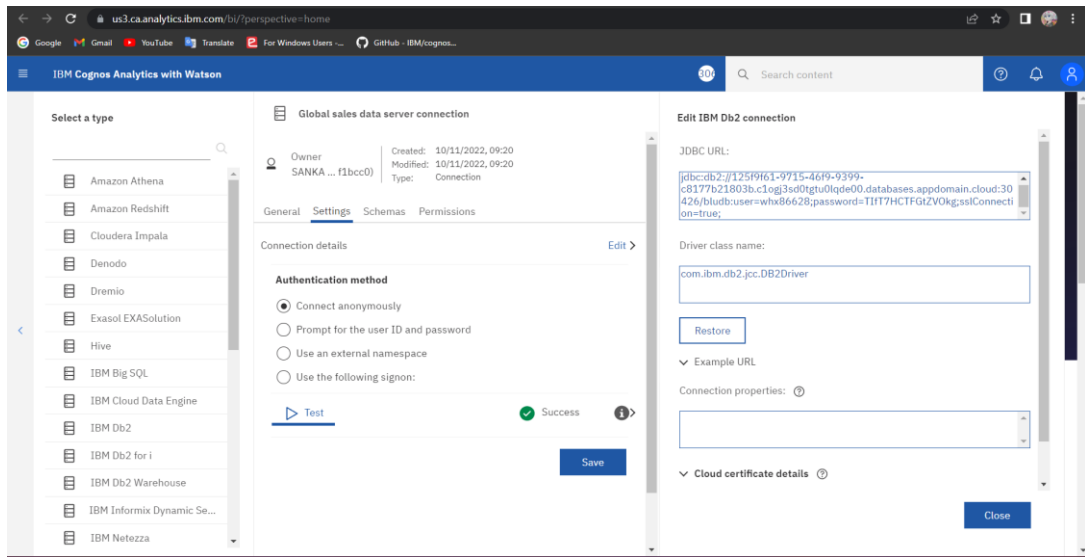 us3.ca.analytics.ibm.com/bi/?perspective=home
Google Gmail YouTube Translate For Windows Users -... GitHub - IBM/cognos...
IBM Cognos Analytics with Watson
Search content
Select a type
Amazon Athena
Amazon Redshift
Cloudera Impala
Denodo
Dremio
Exasol EXASolution
Hive
IBM Big SQL
IBM Cloud Data Engine
IBM Db2
IBM Db2 for i
IBM Db2 Warehouse
IBM Informix Dynamic Se...
IBM Netezza
Global sales data server connection
Owner
SANKA ... f1bcc0)
Created: 10/11/2022, 09:20
Modified: 10/11/2022, 09:20
Type: Connection
General Settings Schemas Permissions
Connection details Edit
Authentication method
Connect anonymously
Prompt for the user ID and password
Use an external namespace
Use the following signon:
Test Success
Save
Edit IBM Db2 connection
JDBC URL:
jdbc:db2://125f9f61-9715-46f9-9399-
c8177b21803b.c1ogj3sd0tgtu0lqde00.databases.appdomain.cloud:30
426/bludb:user=whx86628;password=TIfT7HCTFGtZVOkg;sslConnecti
on=true;
Driver class name:
com.ibm.db2.jcc.DB2Driver
Restore
Example URL
Connection properties:
Cloud certificate details
Close